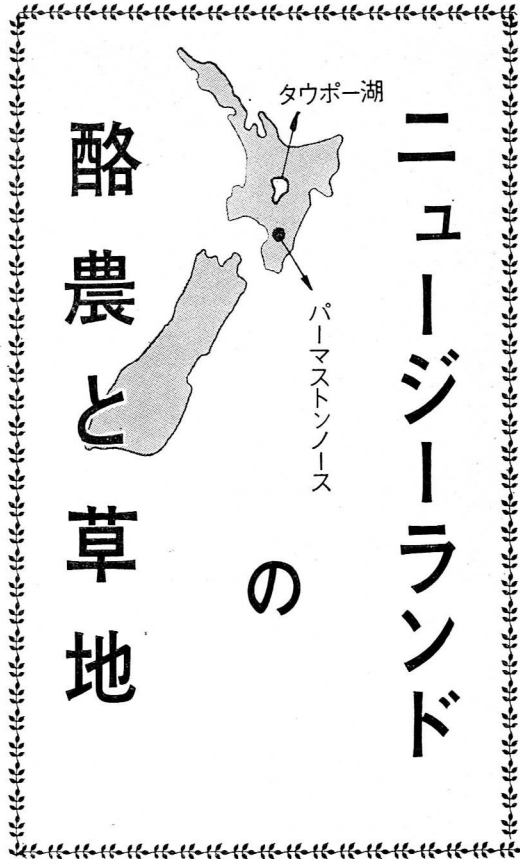 ニュージーランド
の
酪農と草地
タウポー湖
パーマストンノース